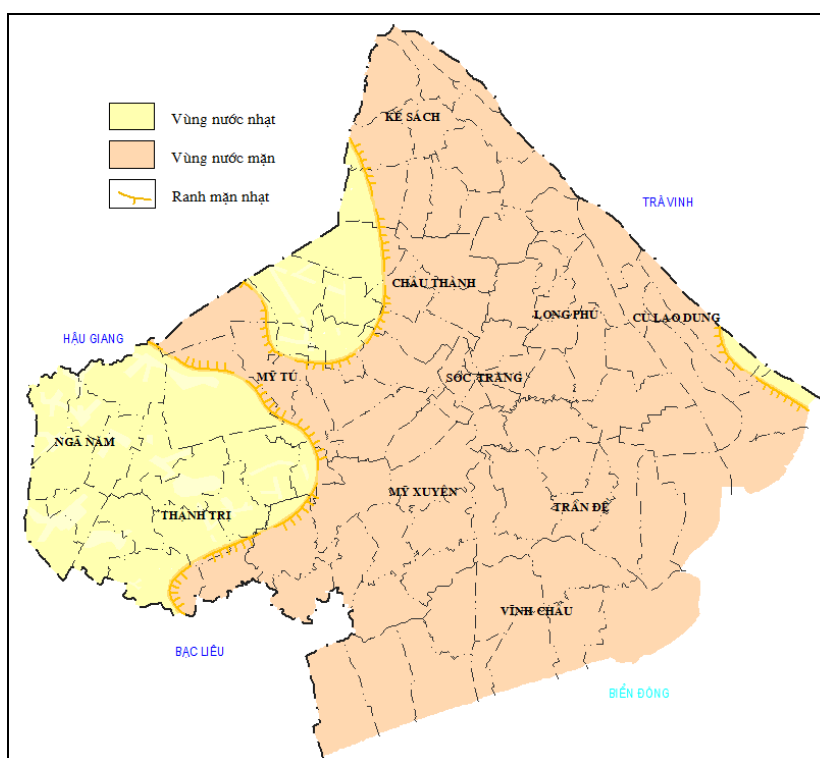 Vùng nước nhạt
Vùng nước mặn
Ranh mặn nhạt
KẾ SÁCH
TRÀ VINH
CHÂU THÀNH
LONG PHÚ
CÙ LAO DUNG
HẬU GIANG
MỸ TÚ
SÓC TRĂNG
NGÃ NĂM
MỸ XUYÊN
THẠNH TRỊ
TRẦN ĐỀ
VĨNH CHÂU
BẠC LIÊU
BIỂN ĐÔNG